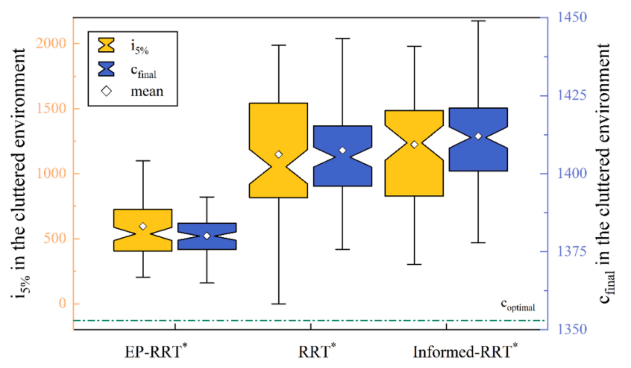 i5% in the cluttered environment
2000
1500
1000
500
0
i5%
cfinal
mean
coptimal
EP-RRT*
RRT*
Informed-RRT*
1450
1425
1400
1375
1350
cfinal in the cluttered environment